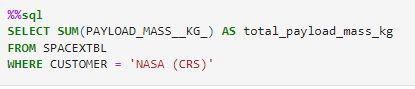 %%sql
SELECT SUM(PAYLOAD_MASS__KG_) AS total_payload_mass_kg
FROM SPACEXTBL
WHERE CUSTOMER = 'NASA (CRS)'